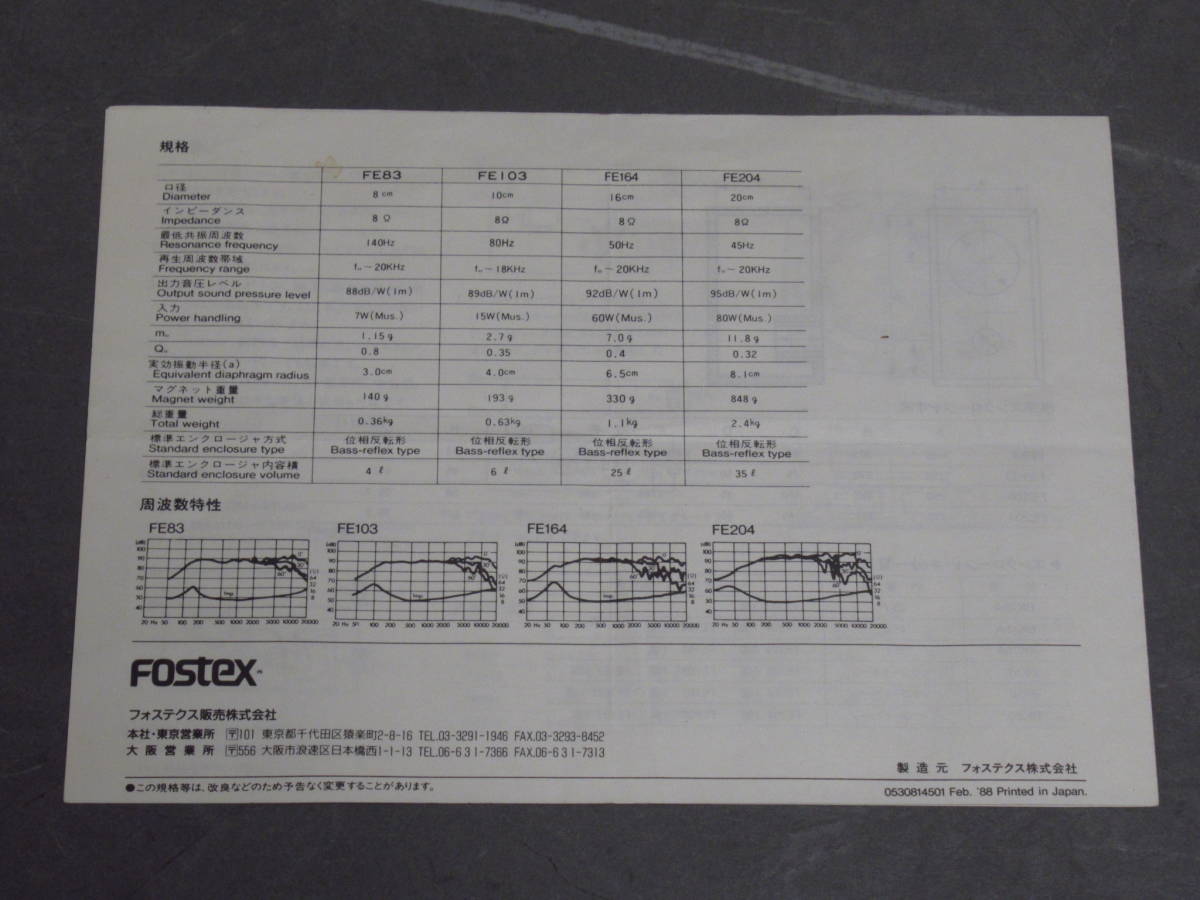 規格
FE83 FE103 FE164 FE204
口径
Diameter 8cm 10cm 16cm 20cm
インピーダンス
Impedance 8Ω 8Ω 8Ω 8Ω
最低共振周波数
Resonance frequency 140Hz 80Hz 50Hz 45Hz
再生周波数帯域
Frequency range f₀~20KHz f₀~18KHz f₀~20KHz f₀~20KHz
出力音圧レベル
Output sound pressure level 88dB/W(1m) 89dB/W(1m) 92dB/W(1m) 95dB/W(1m)
入力
Power handling 7W(Mus.) 15W(Mus.) 60W(Mus.) 80W(Mus.)
m₀ 1.15g 2.7g 7.0g 11.8g
Q₀ 0.8 0.35 0.4 0.32
実効振動半径(a)
Equivalent diaphragm radius 3.0cm 4.0cm 6.5cm 8.1cm
マグネット重量
Magnet weight 140g 193g 330g 848g
総重量
Total weight 0.36kg 0.63kg 1.1kg 2.4kg
標準エンクロージャ方式 位相反転形 位相反転形 位相反転形 位相反転形
Standard enclosure type Bass-reflex type Bass-reflex type Bass-reflex type Bass-reflex type
標準エンクロージャ内容積
Standard enclosure volume 4ℓ 6ℓ 25ℓ 35ℓ
周波数特性
FE83 FE103 FE164 FE204
FOSTEX
フォステクス販売株式会社
本社・東京営業所 〒101 東京都千代田区猿楽町2-8-16 TEL.03-3291-1946 FAX.03-3293-8452
大阪営業所 〒556 大阪市浪速区日本橋西1-1-13 TEL.06-631-7366 FAX.06-631-7313
製造元 フォステクス株式会社
●この規格等は、改良などのため予告なく変更することがあります。
0530814501 Feb. '88 Printed in Japan.